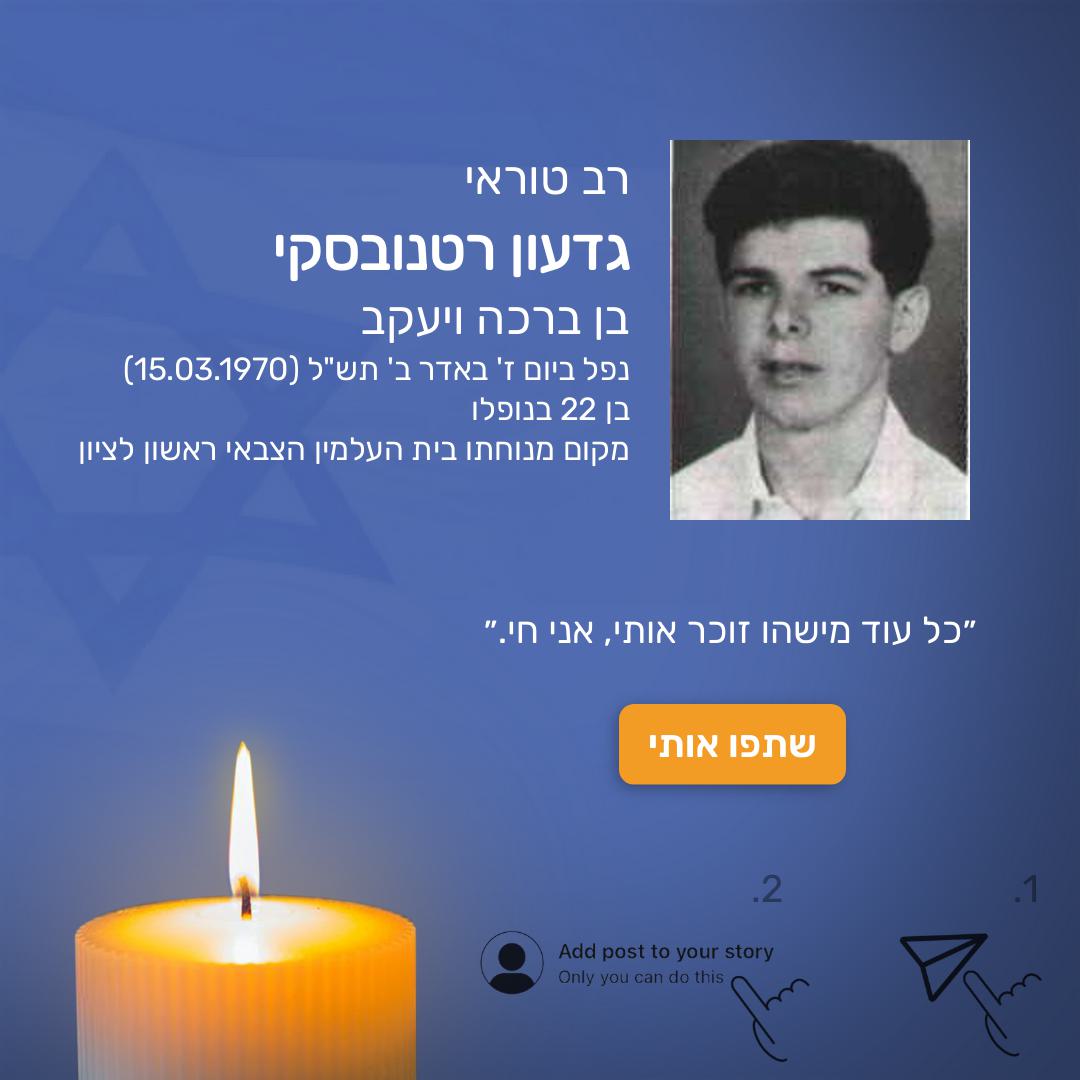 רב טוראי
גדעון רטנובסקי
בן ברכה ויעקב
נפל ביום ז' באדר ב' תש"ל (15.03.1970)
בן 22 בנופלו
מקום מנוחתו בית העלמין הצבאי ראשון לציון
"כל עוד מישהו זוכר אותי, אני חי."
שתפו אותי
1.
2.
Add post to your story
Only you can do this